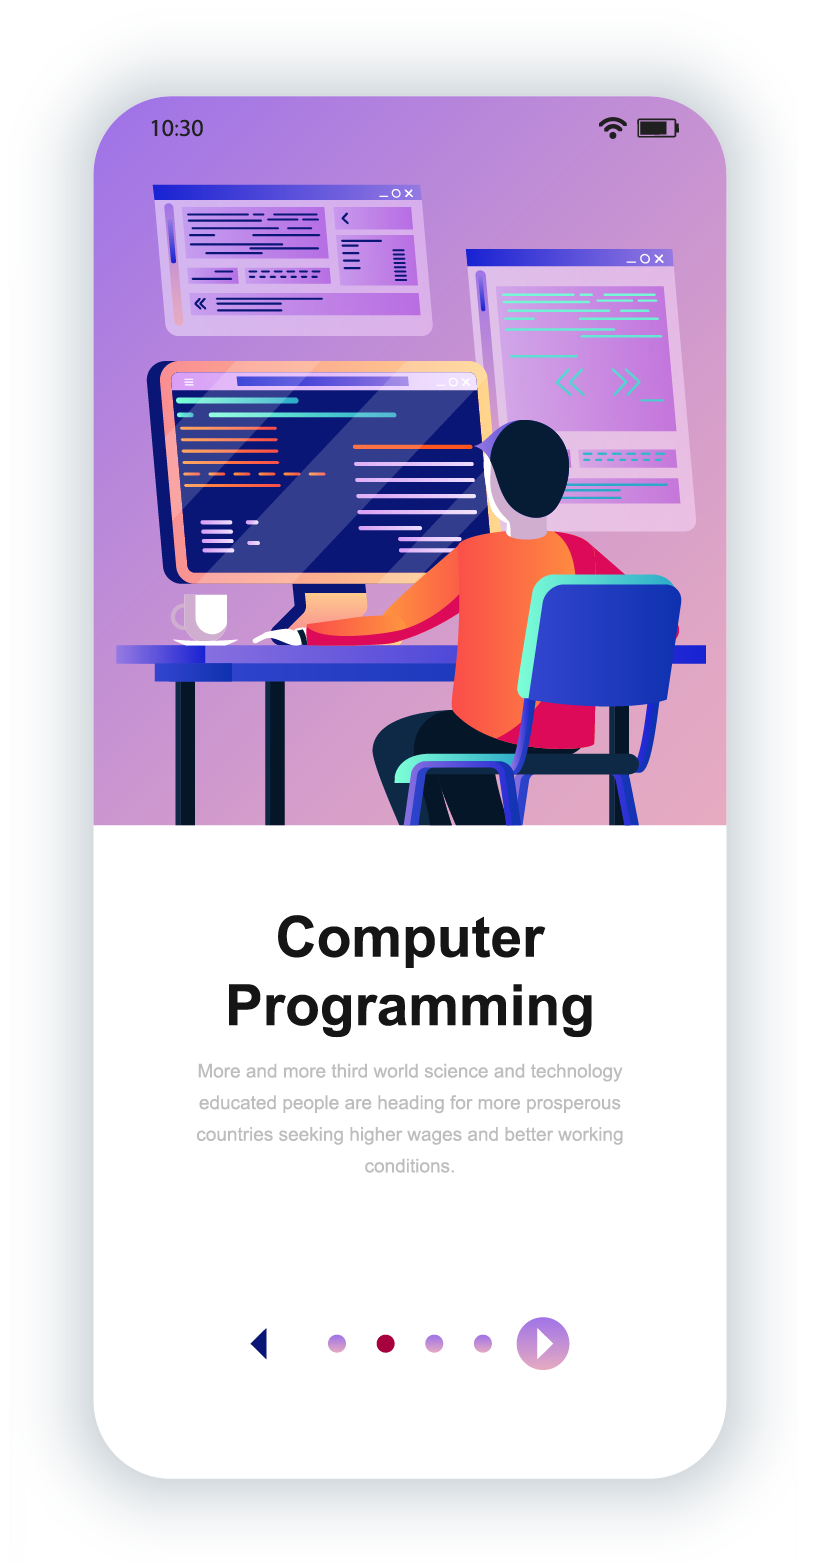 10:30
Computer
Programming
More and more third world science and technology
educated people are heading for more prosperous
countries seeking higher wages and better working
conditions.